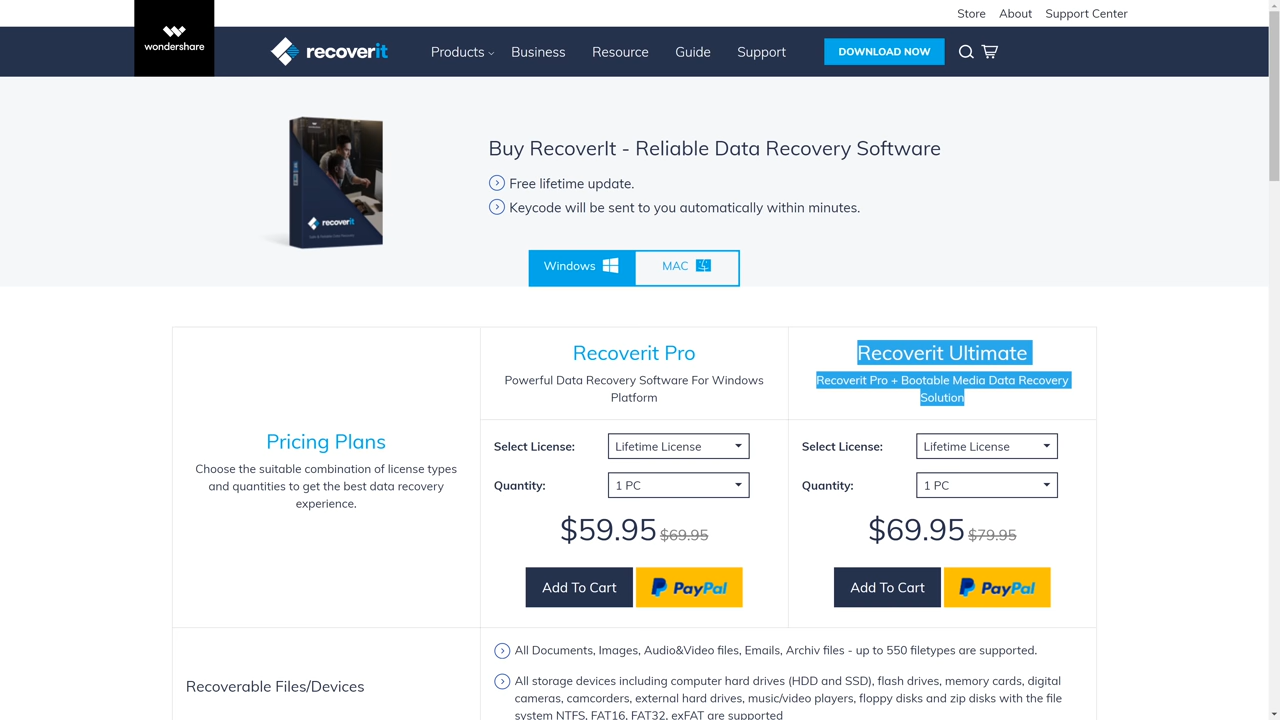 Store About Support Center
wondershare
recoverit
Products Business Resource Guide Support DOWNLOAD NOW
Buy RecoverIt - Reliable Data Recovery Software
Free lifetime update.
Keycode will be sent to you automatically within minutes.
recoverit
Windows MAC
Recoverit Pro
Powerful Data Recovery Software For Windows
Platform
Recoverit Ultimate
Recoverit Pro + Bootable Media Data Recovery
Solution
Pricing Plans
Choose the suitable combination of license types
and quantities to get the best data recovery
experience.
Select License: Lifetime License
Quantity: 1 PC
$59.95 $69.95
Add To Cart PayPal
Select License: Lifetime License
Quantity: 1 PC
$69.95 $79.95
Add To Cart PayPal
Recoverable Files/Devices
All Documents, Images, Audio&Video files, Emails, Archiv files - up to 550 filetypes are supported.
All storage devices including computer hard drives (HDD and SSD), flash drives, memory cards, digital
cameras, camcorders, external hard drives, music/video players, floppy disks and zip disks with the file
system NTFS, FAT16, FAT32, exFAT are supported